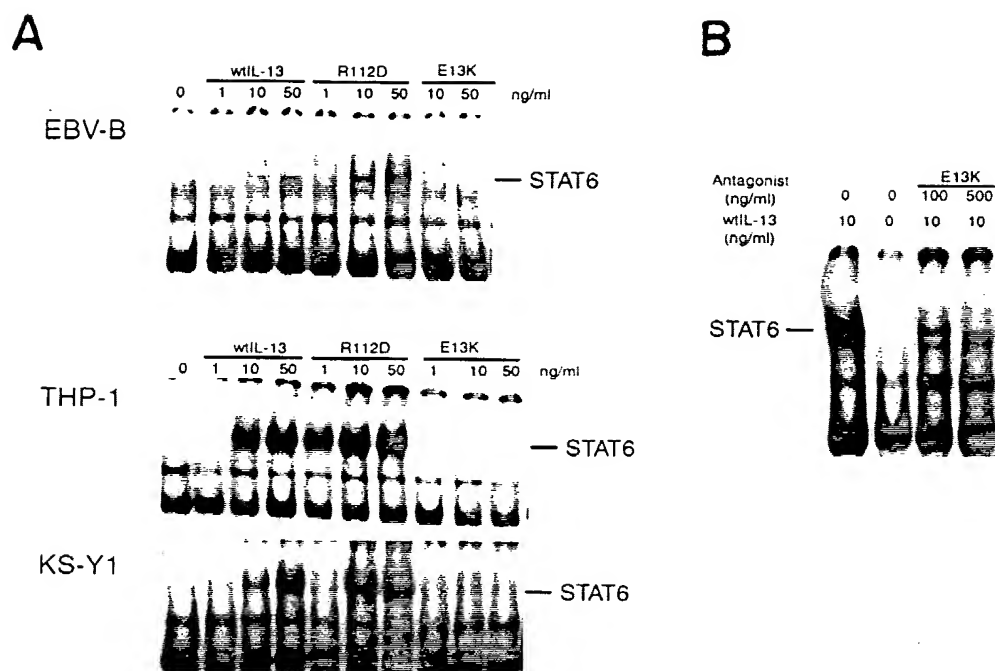 A
wtIL-13 R112D E13K
0 1 10 50 1 10 50 10 50 ng/ml
EBV-B
STAT6
wtIL-13 R112D E13K
0 1 10 50 1 10 50 1 10 50 ng/ml
THP-1
STAT6
KS-Y1
STAT6
B
E13K
Antagonist (ng/ml) 0 0 100 500
wtIL-13 (ng/ml) 10 0 10 10
STAT6